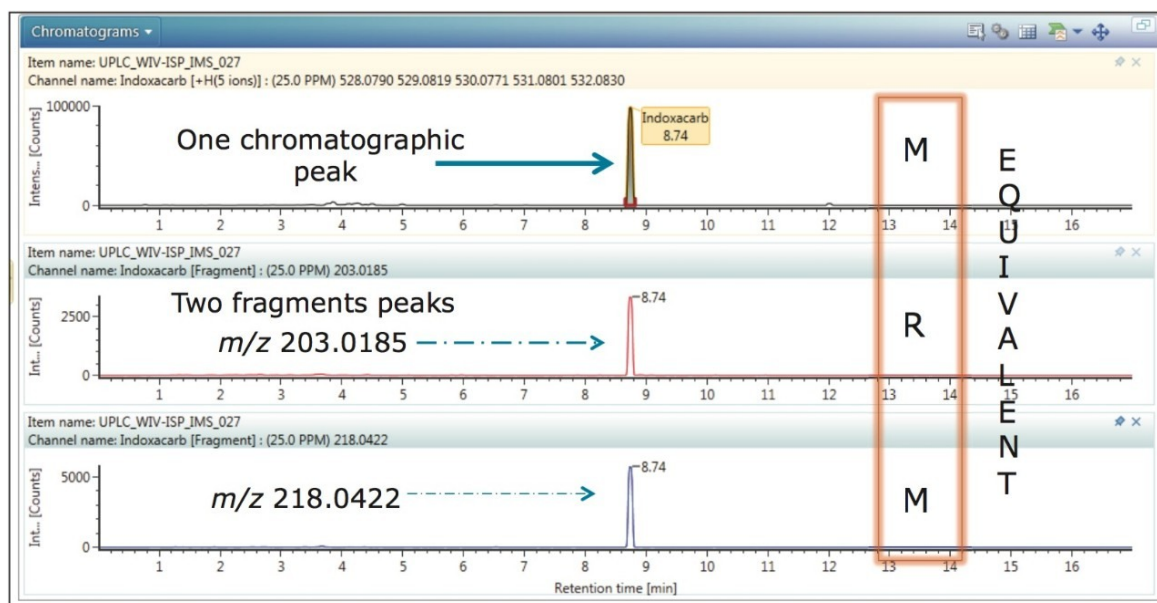 Chromatograms
Item name: UPLC_WIV-ISP_IMS_027
Channel name: Indoxacarb [+H(5 ions)] : (25.0 PPM) 528.0790 529.0819 530.0771 531.0801 532.0830
Intens... [Counts]
100000
0
One chromatographic
peak
Indoxacarb
8.74
1 2 3 4 5 6 7 8 9 10 11 12 13 14 15 16
Item name: UPLC_WIV-ISP_IMS_027
Channel name: Indoxacarb [Fragment] : (25.0 PPM) 203.0185
Int... [Counts]
2500
0
Two fragments peaks
m/z 203.0185
8.74
1 2 3 4 5 6 7 8 9 10 11 12 13 14 15 16
Item name: UPLC_WIV-ISP_IMS_027
Channel name: Indoxacarb [Fragment] : (25.0 PPM) 218.0422
Int... [Counts]
5000
0
m/z 218.0422
8.74
1 2 3 4 5 6 7 8 9 10 11 12 13 14 15 16
Retention time [min]
M
R
M
E
Q
U
I
V
A
L
E
N
T